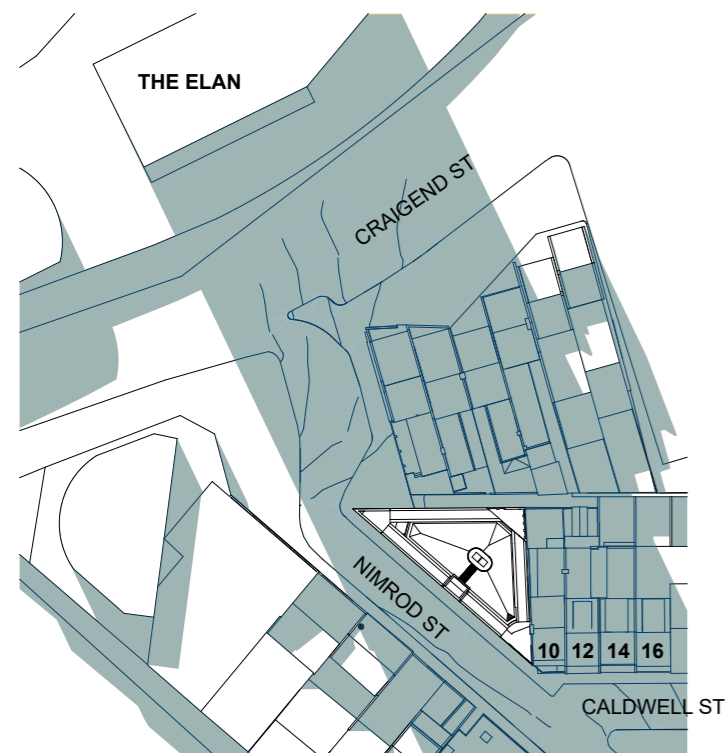 THE ELAN
CRAIGEND ST
NIMROD ST
10 12 14 16
CALDWELL ST